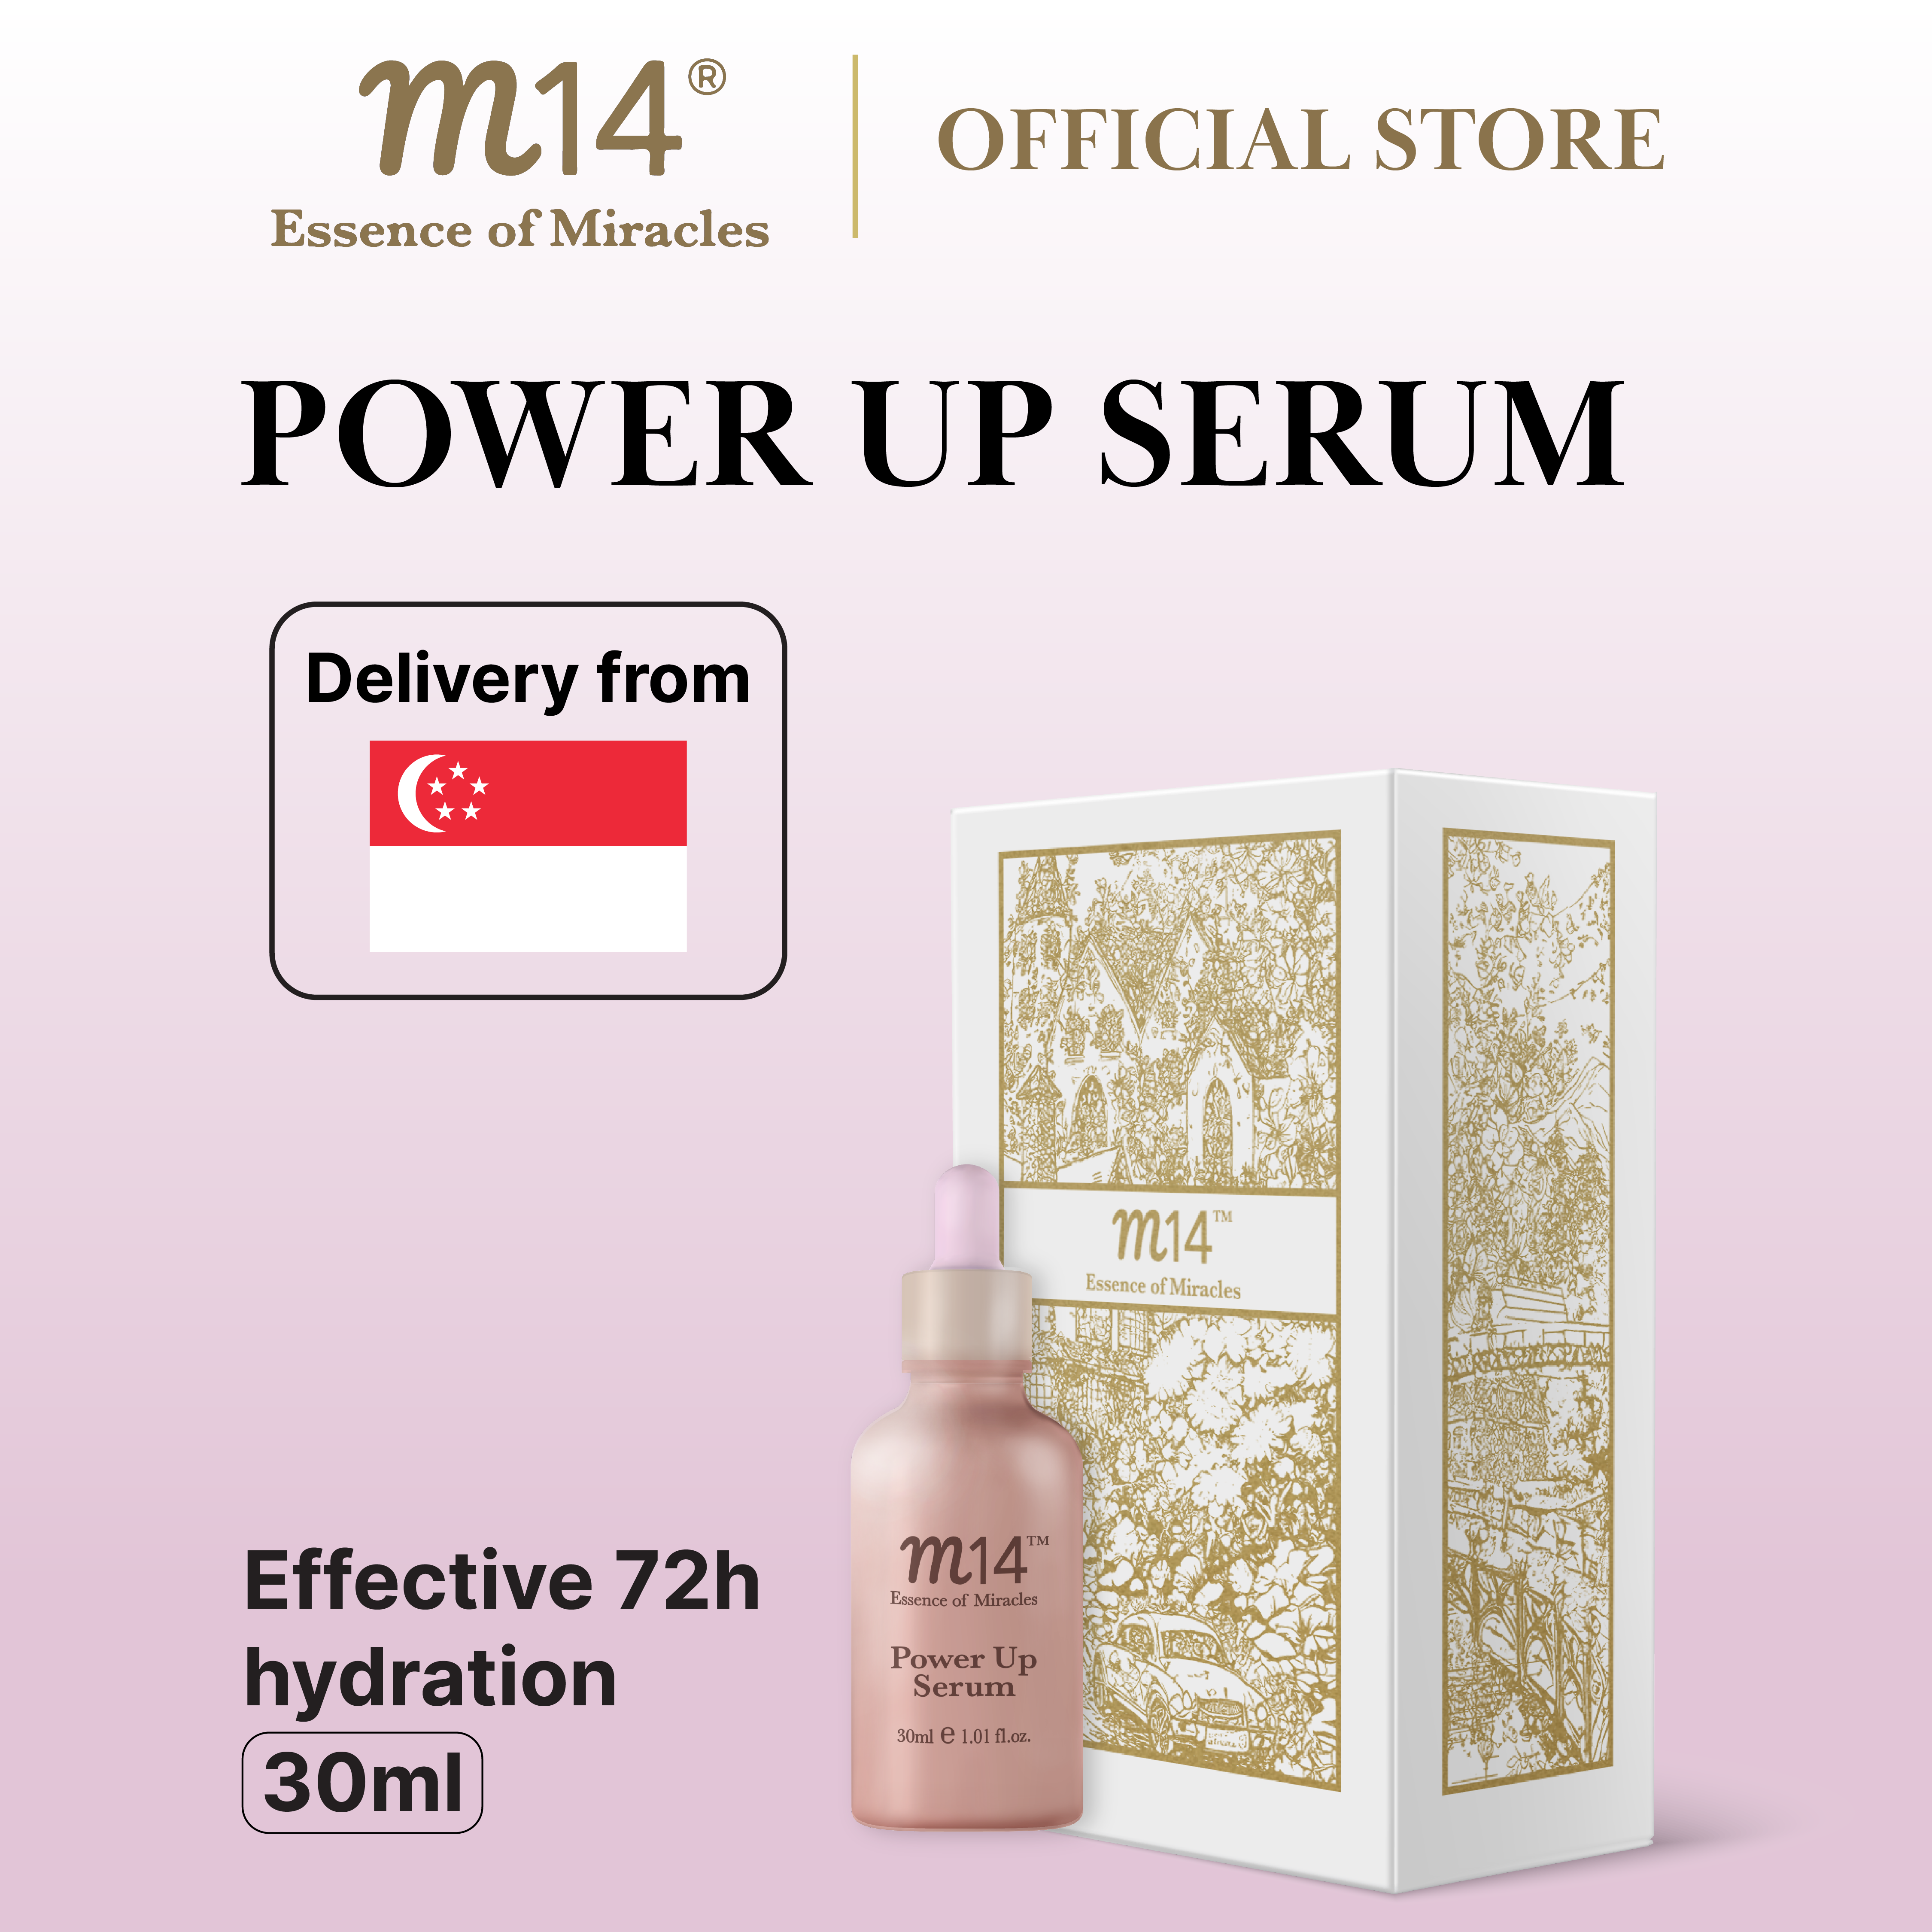 m14®
Essence of Miracles
OFFICIAL STORE
POWER UP SERUM
Delivery from
m14™
Essence of Miracles
m14™
Essence of Miracles
Power Up
Serum
30ml e 1.01 fl.oz.
Effective 72h
hydration
30ml